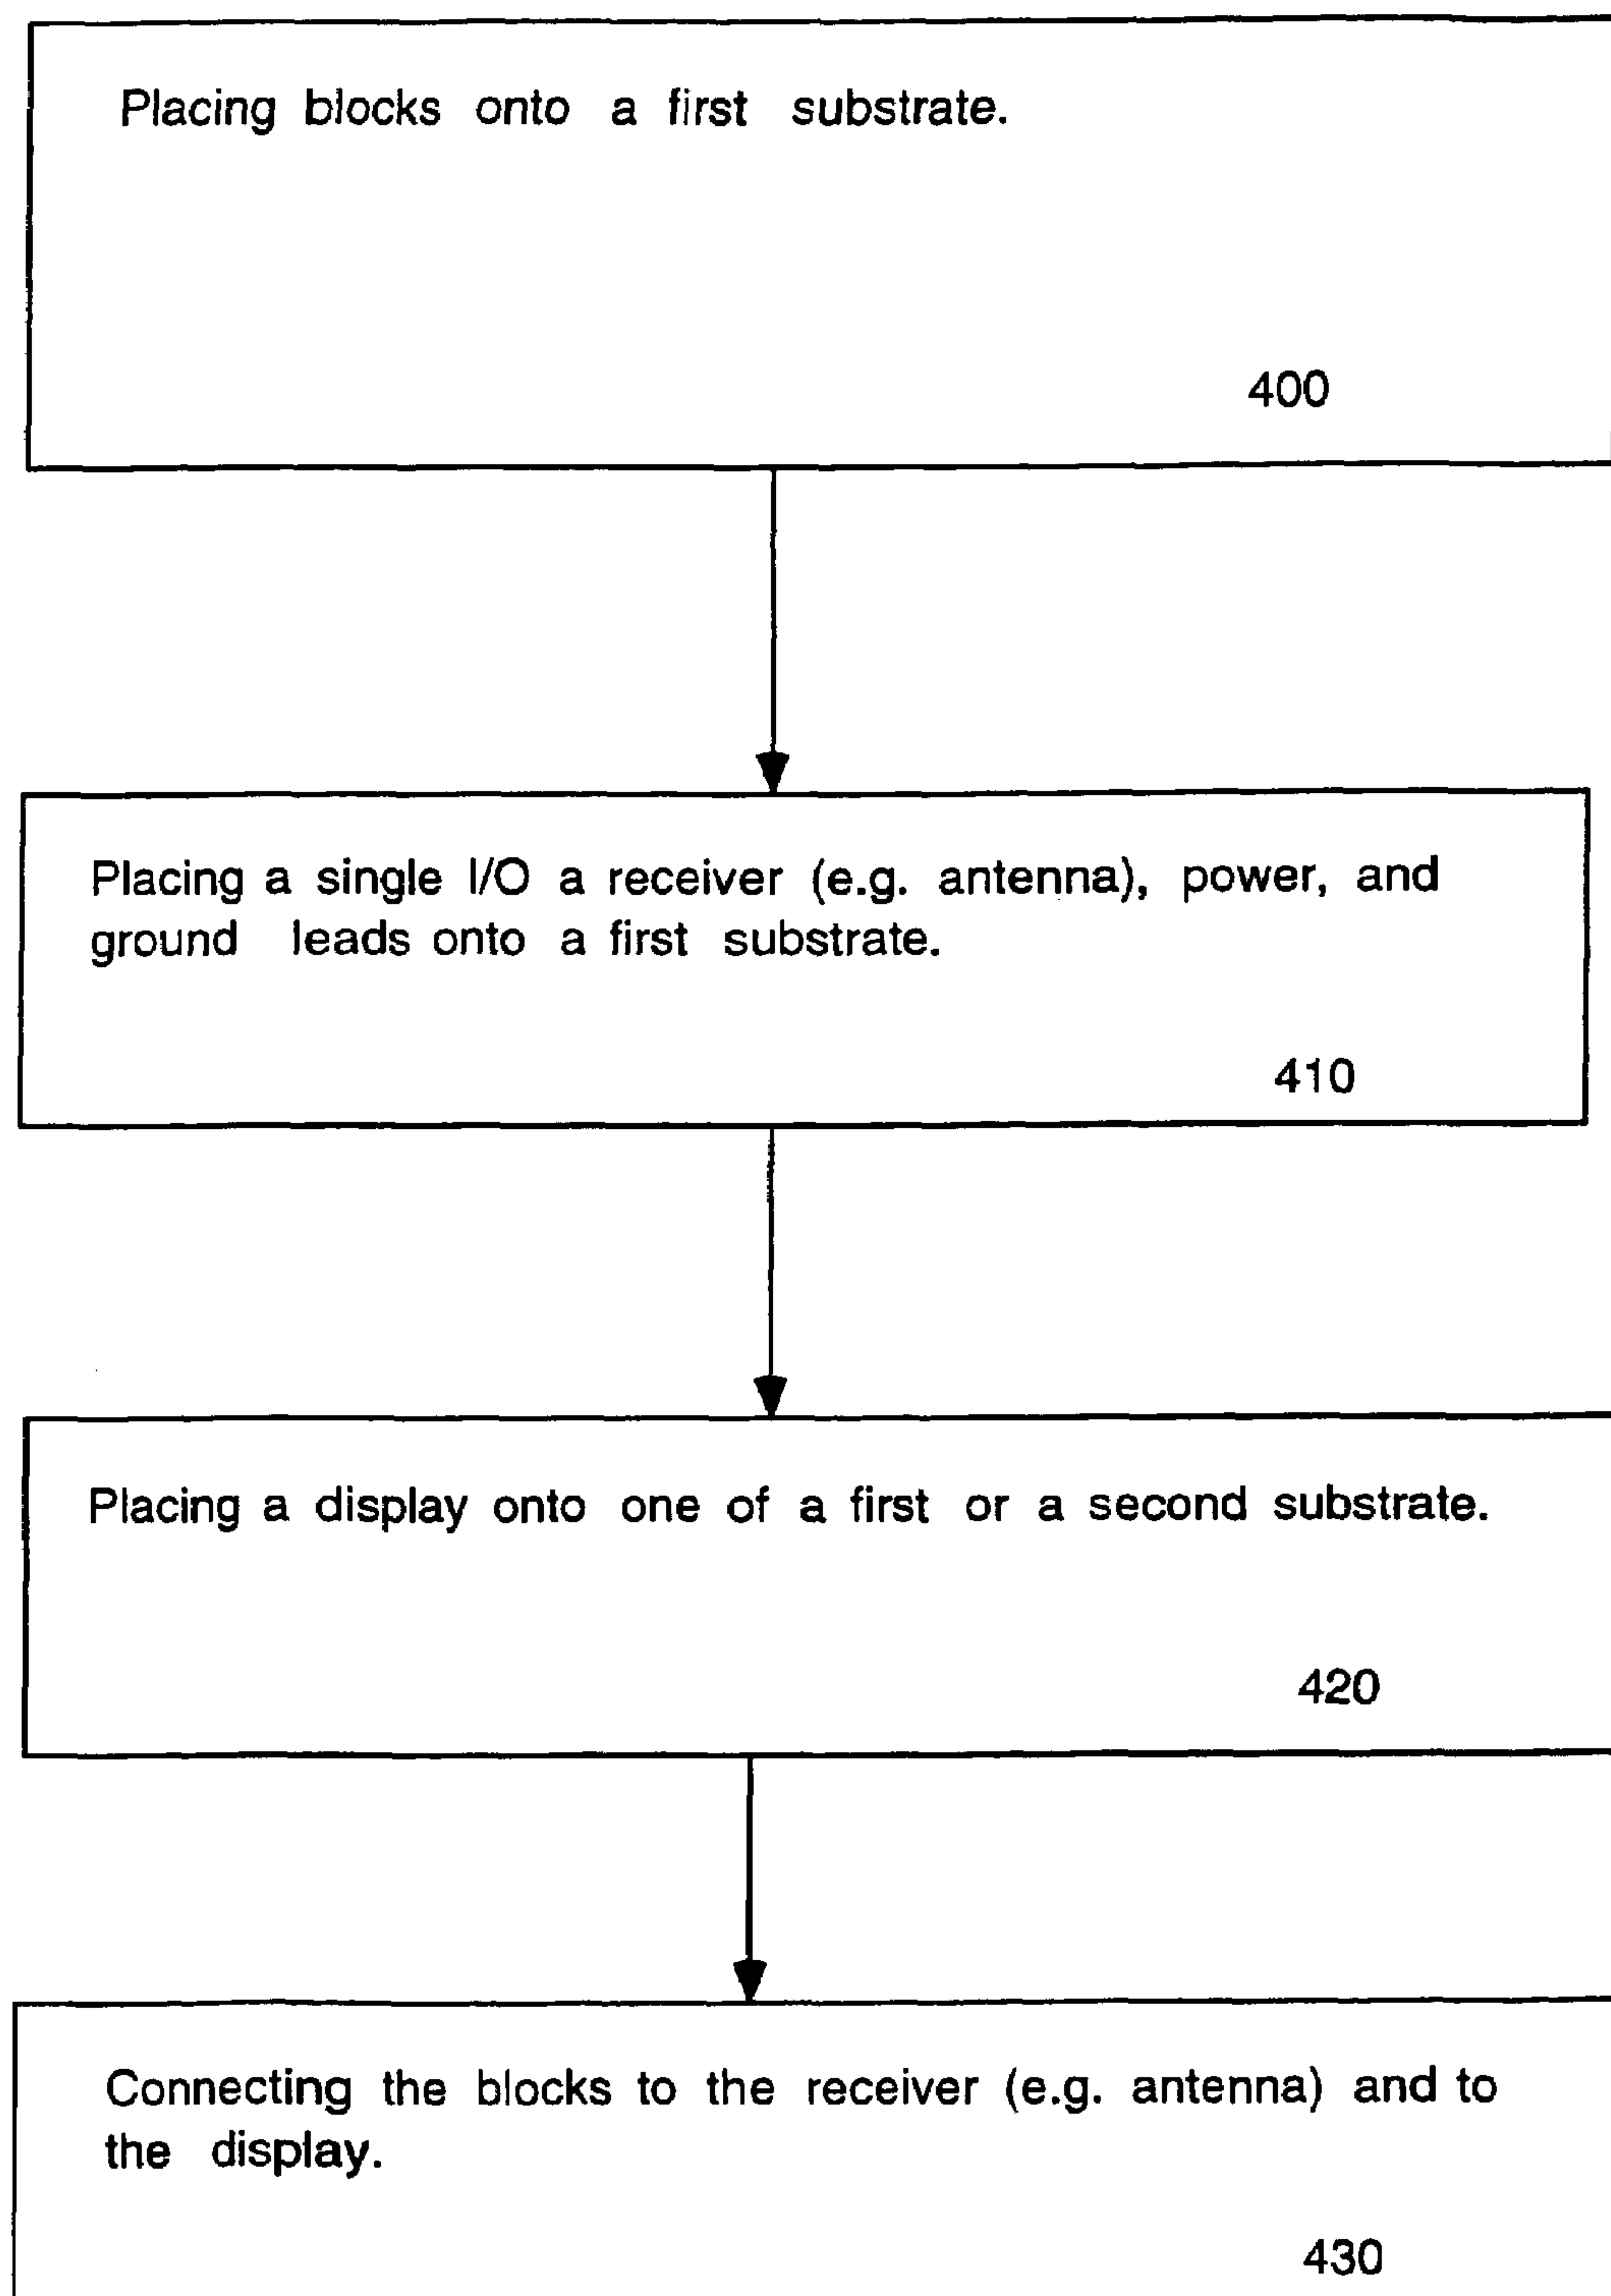 Placing blocks onto a first substrate.
400
Placing a single I/O a receiver (e.g. antenna), power, and
ground leads onto a first substrate.
410
Placing a display onto one of a first or a second substrate.
420
Connecting the blocks to the receiver (e.g. antenna) and to
the display.
430